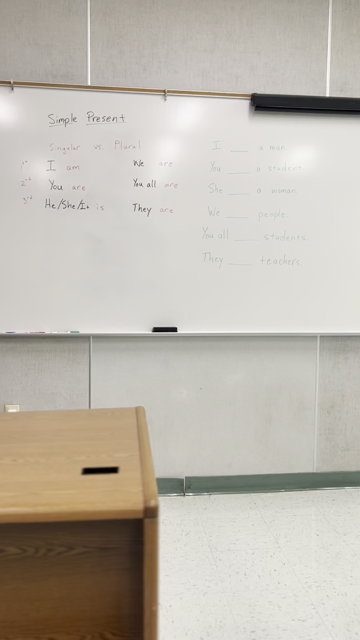 Simple Present
Singular vs. Plural
1st I am We are
2nd You are You all are
3rd He/She/It is They are
I ____ a man.
You ____ a student.
She ____ a woman.
We ____ people.
You all ____ students.
They ____ teachers.